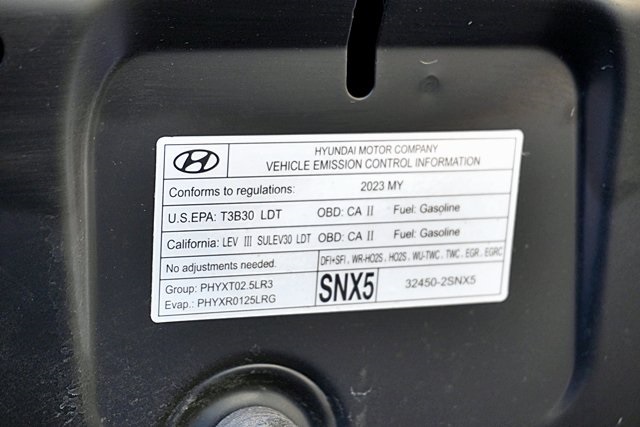 HYUNDAI MOTOR COMPANY
VEHICLE EMISSION CONTROL INFORMATION
Conforms to regulations: 2023 MY
U.S.EPA: T3B30 LDT OBD: CA II Fuel: Gasoline
California: LEV III SULEV30 LDT OBD: CA II Fuel: Gasoline
No adjustments needed. DFI+SFI . WR-HO2S . HO2S . WU-TWC . TWC . EGR . EGRC
Group: PHYXT02.5LR3
Evap.: PHYXR0125LRG
SNX5 32450-2SNX5